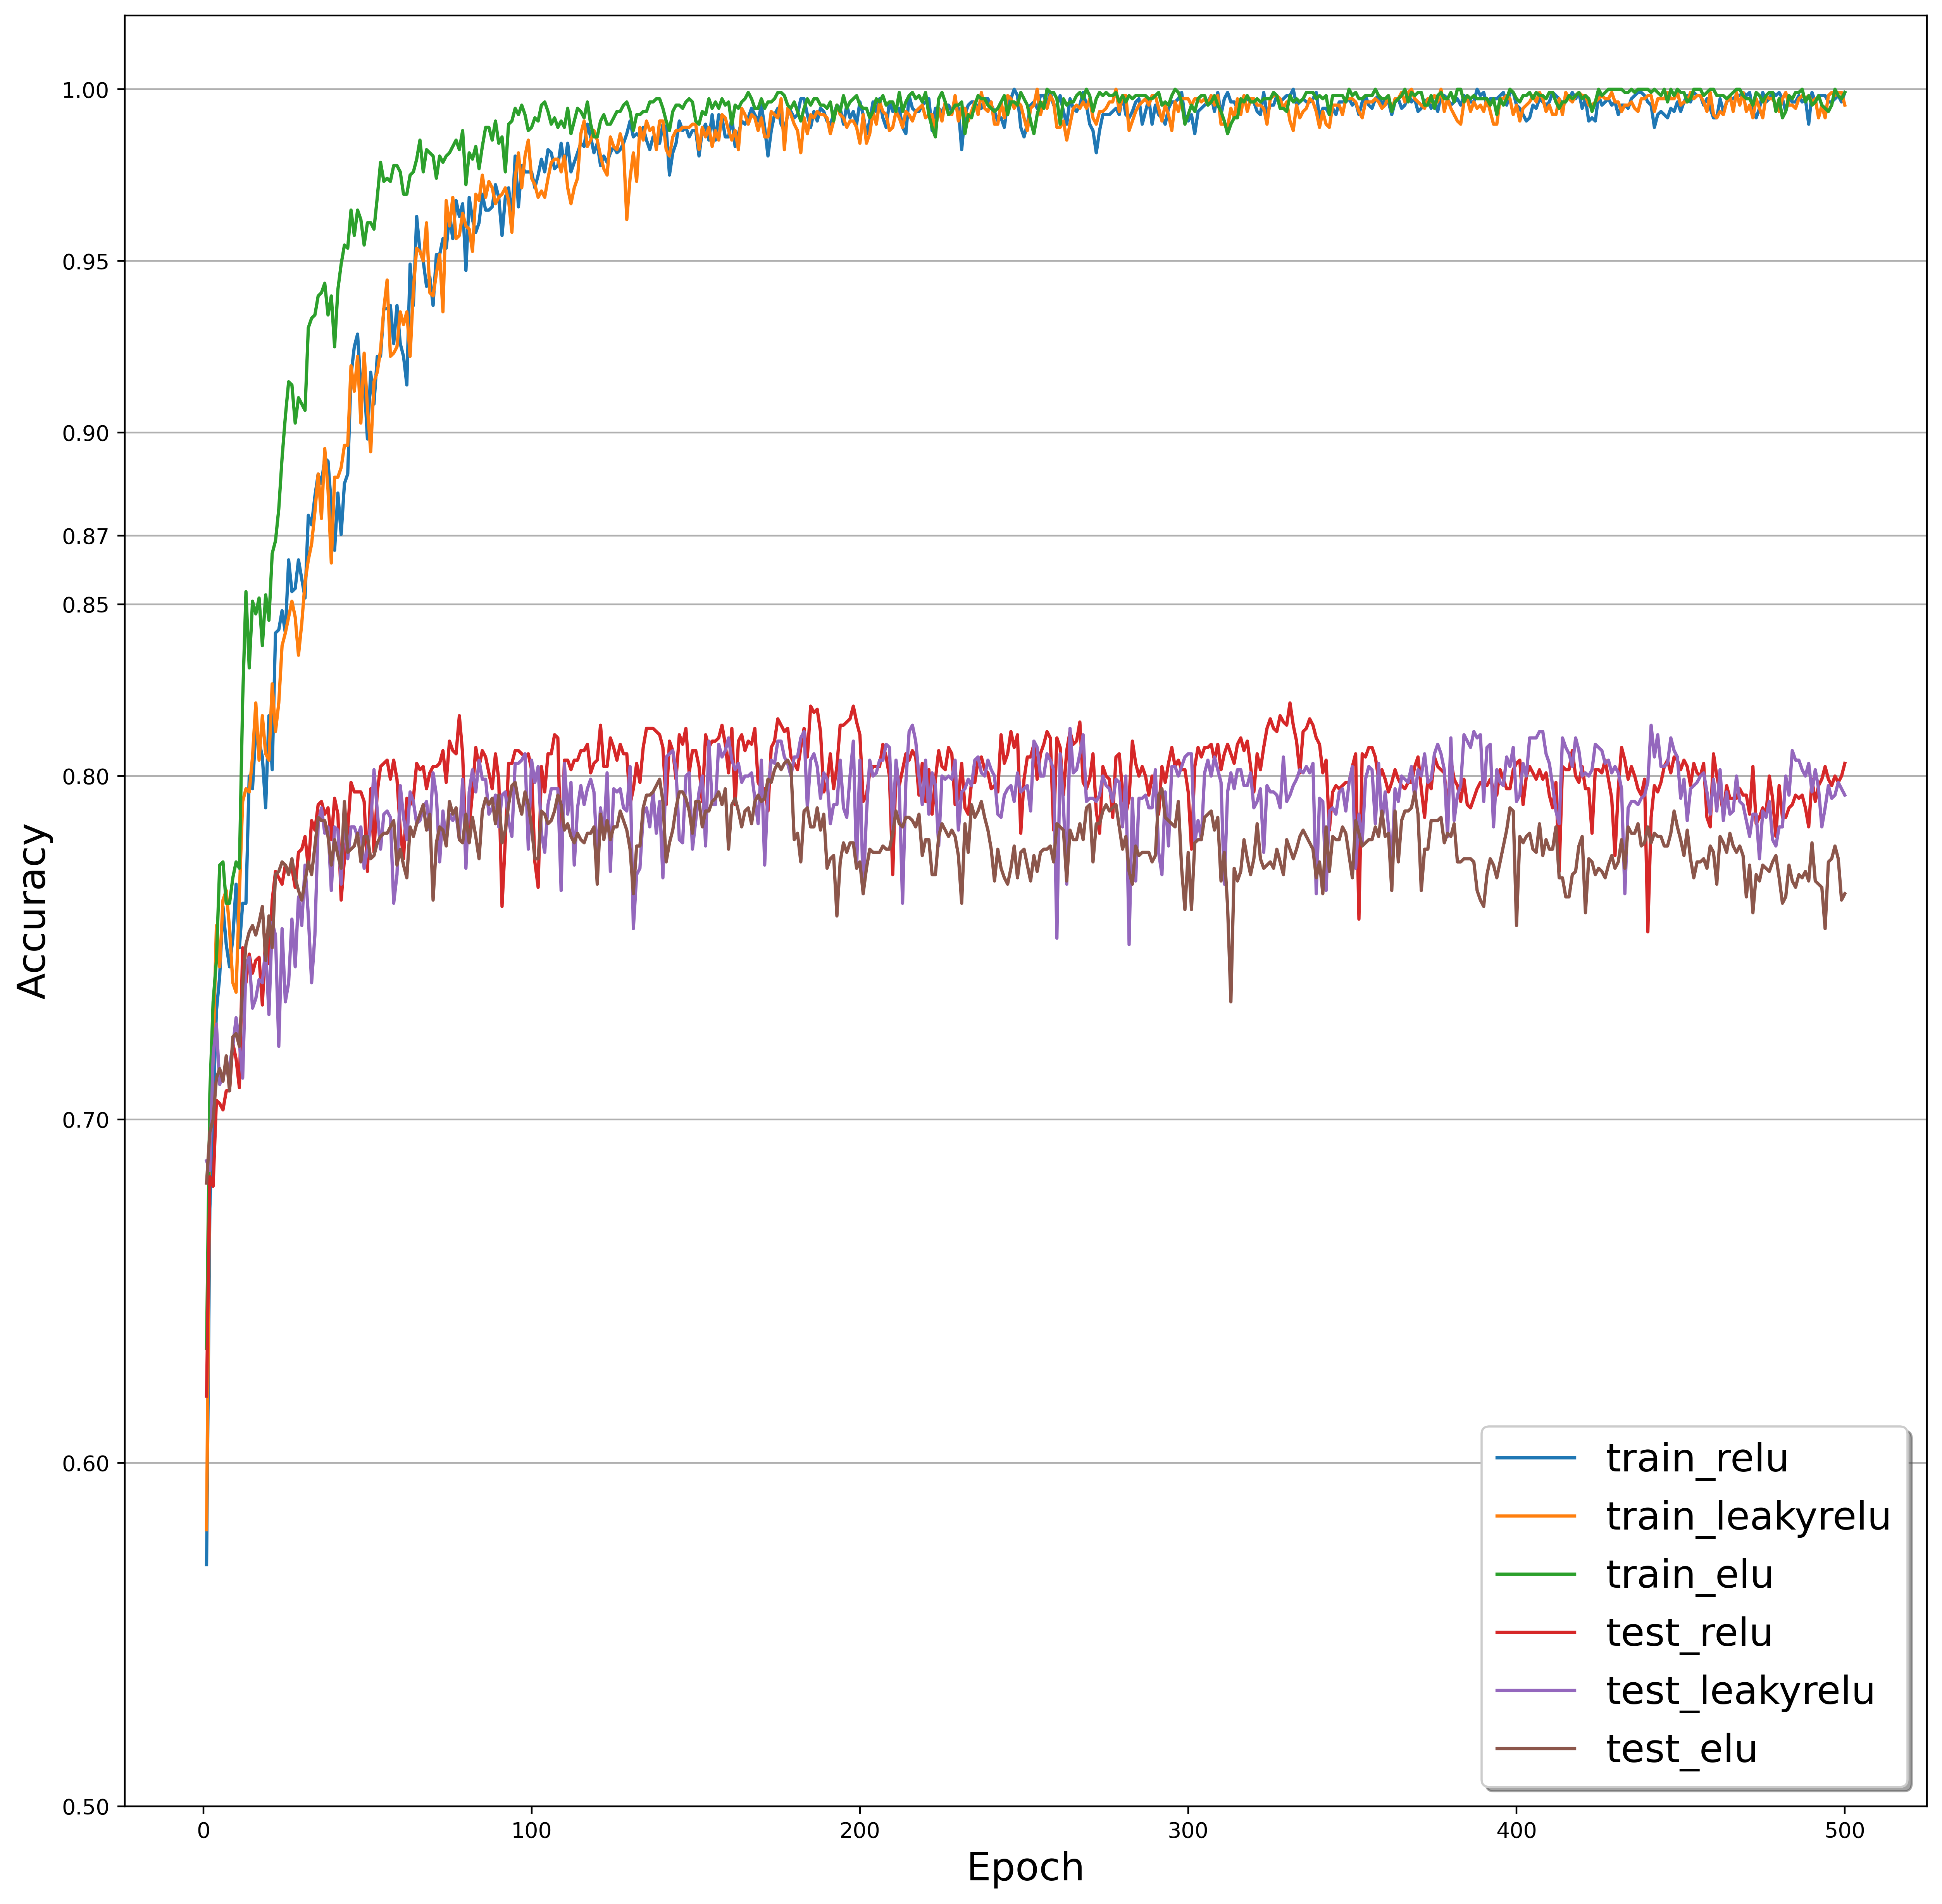 1.00
0.95
0.90
0.87
0.85
0.80
0.70
0.60
0.50
Accuracy
0 100 200 300 400 500
Epoch
train_relu
train_leakyrelu
train_elu
test_relu
test_leakyrelu
test_elu